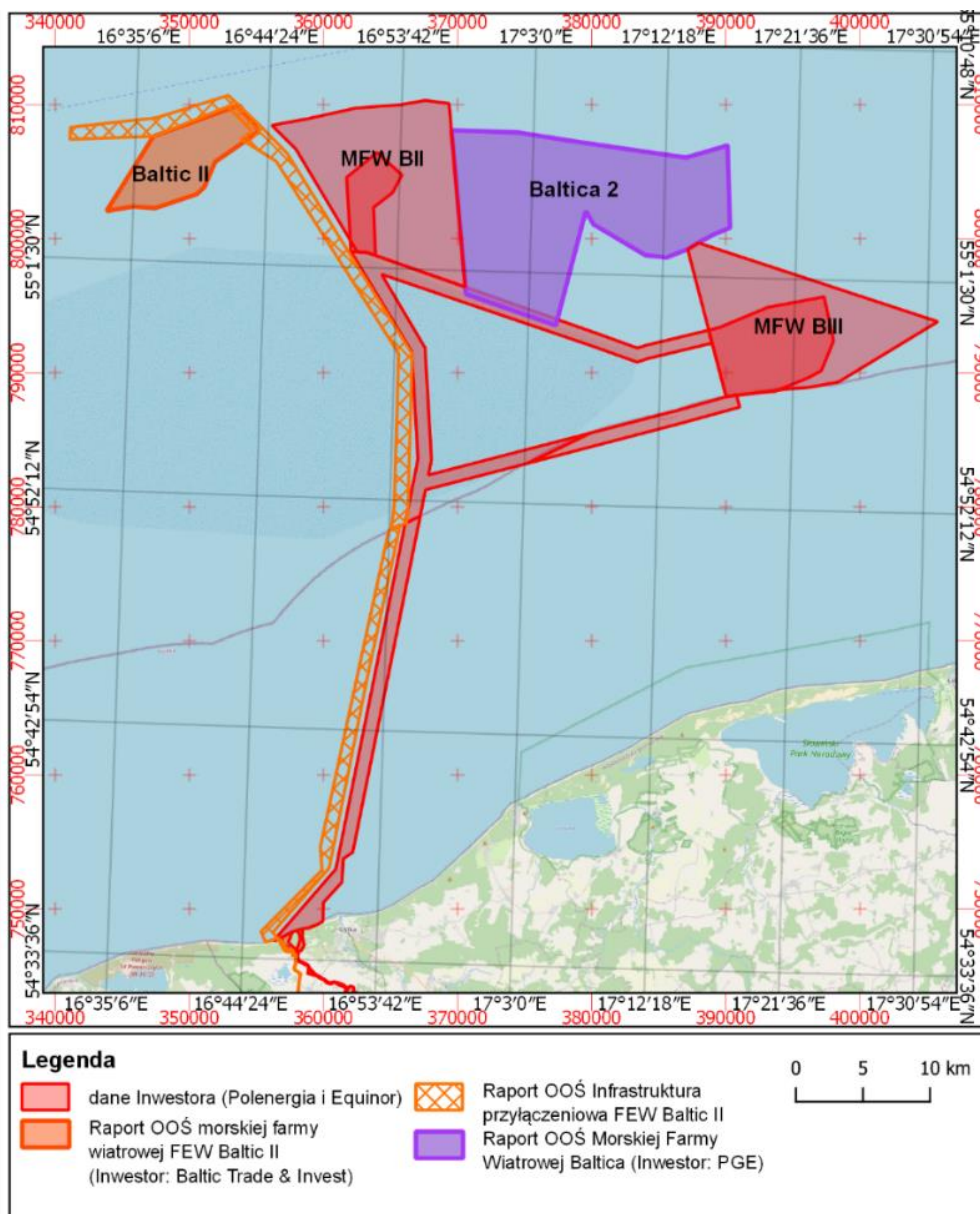 340000 350000 360000 370000 380000 390000 400000
16°35′6″E 16°44′24″E 16°53′42″E 17°3′0″E 17°12′18″E 17°21′36″E 17°30′54″E
810000
MFW BII
Baltic II
Baltica 2
800000
55°1′30″N
55°1′30″N
MFW BIII
790000
54°52′12″N
780000
54°52′12″N
770000
54°42′54″N
Słowiński
Park Narodowy
54°42′54″N
760000
750000
54°33′36″N
Ustka
54°33′36″N
16°35′6″E 16°44′24″E 16°53′42″E 17°3′0″E 17°12′18″E 17°21′36″E 17°30′54″E
340000 350000 360000 370000 380000 390000 400000
Legenda
dane Inwestora (Polenergia i Equinor)
Raport OOŚ morskiej farmy
wiatrowej FEW Baltic II
(Inwestor: Baltic Trade & Invest)
Raport OOŚ Infrastruktura
przyłączeniowa FEW Baltic II
Raport OOŚ Morskiej Farmy
Wiatrowej Baltica (Inwestor: PGE)
0 5 10 km